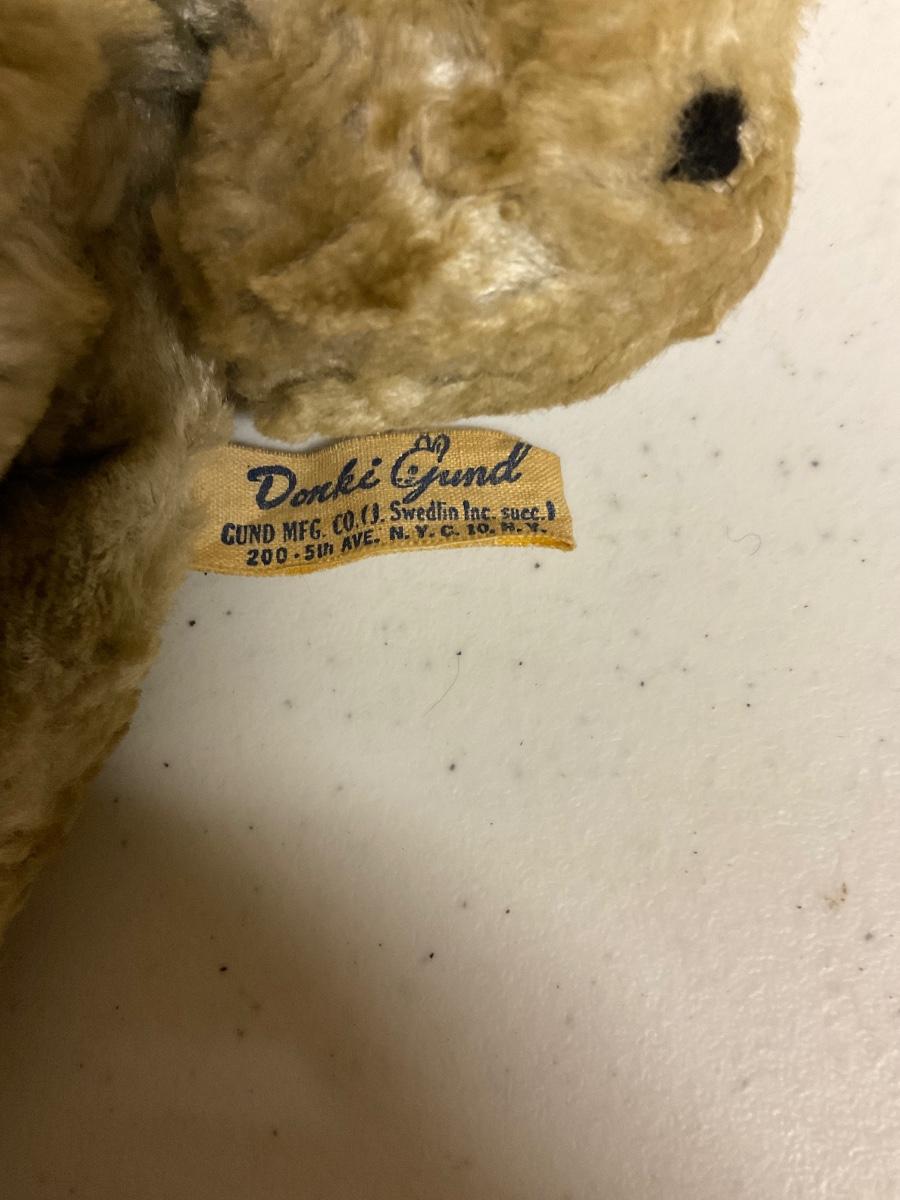 Donki Gund
GUND MFG. CO. (J. Swedlin Inc. succ.)
200 - 5th AVE. N. Y. C. 10. N. Y.